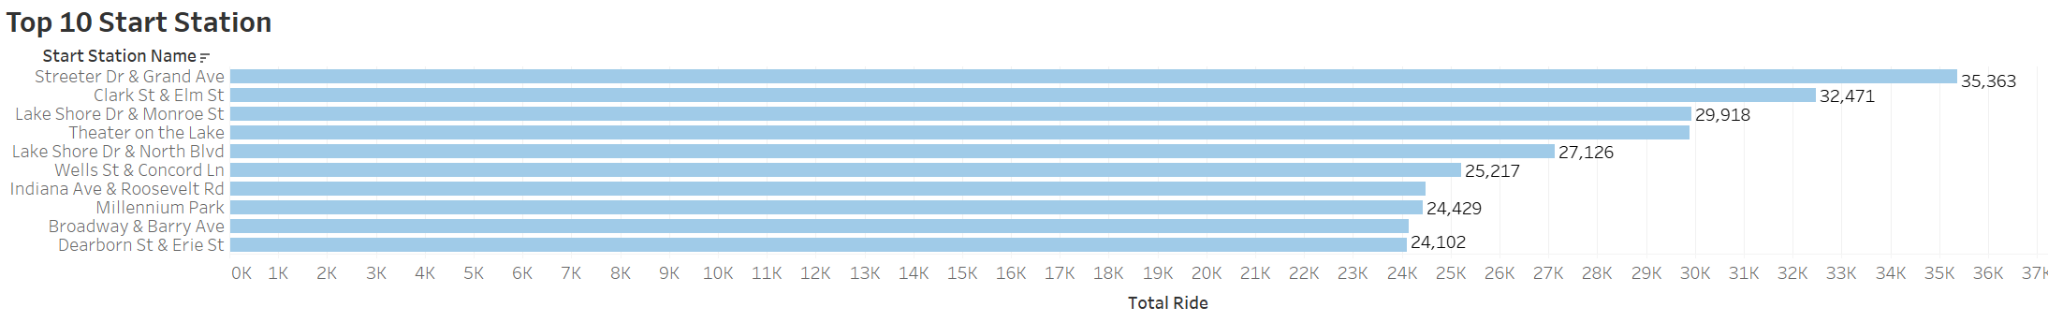 Top 10 Start Station
Start Station Name
Streeter Dr & Grand Ave 35,363
Clark St & Elm St 32,471
Lake Shore Dr & Monroe St 29,918
Theater on the Lake
Lake Shore Dr & North Blvd 27,126
Wells St & Concord Ln 25,217
Indiana Ave & Roosevelt Rd
Millennium Park 24,429
Broadway & Barry Ave
Dearborn St & Erie St 24,102
0K 1K 2K 3K 4K 5K 6K 7K 8K 9K 10K 11K 12K 13K 14K 15K 16K 17K 18K 19K 20K 21K 22K 23K 24K 25K 26K 27K 28K 29K 30K 31K 32K 33K 34K 35K 36K 37K
Total Ride